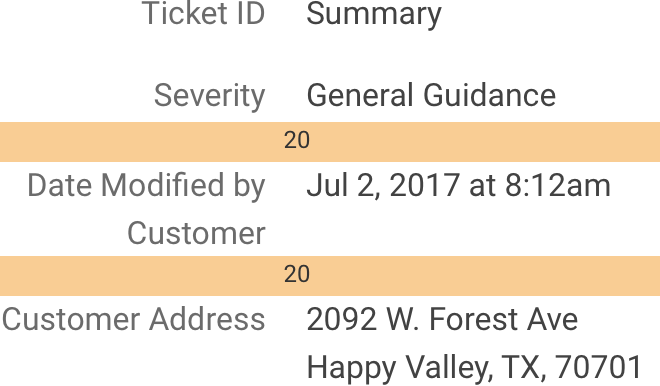 Ticket ID Summary
Severity General Guidance
20
Date Modified by Jul 2, 2017 at 8:12am
Customer
20
Customer Address 2092 W. Forest Ave
Happy Valley, TX, 70701